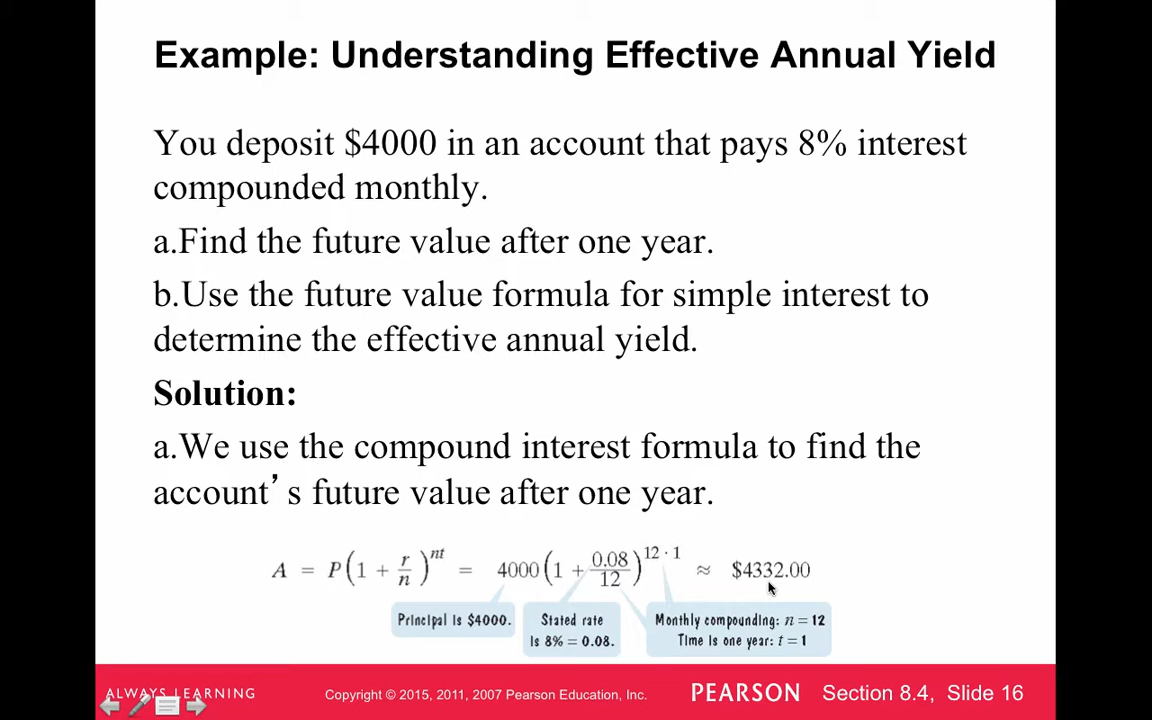 Example: Understanding Effective Annual Yield
You deposit $4000 in an account that pays 8% interest
compounded monthly.
a.Find the future value after one year.
b.Use the future value formula for simple interest to
determine the effective annual yield.
Solution:
a.We use the compound interest formula to find the
account’s future value after one year.
A = P(1 + r/n)^nt = 4000(1 + 0.08/12)^12 · 1 ≈ $4332.00
Principal is $4000.
Stated rate
is 8% = 0.08.
Monthly compounding: n = 12
Time is one year: t = 1
ALWAYS LEARNING
Copyright © 2015, 2011, 2007 Pearson Education, Inc.
PEARSON
Section 8.4, Slide 16